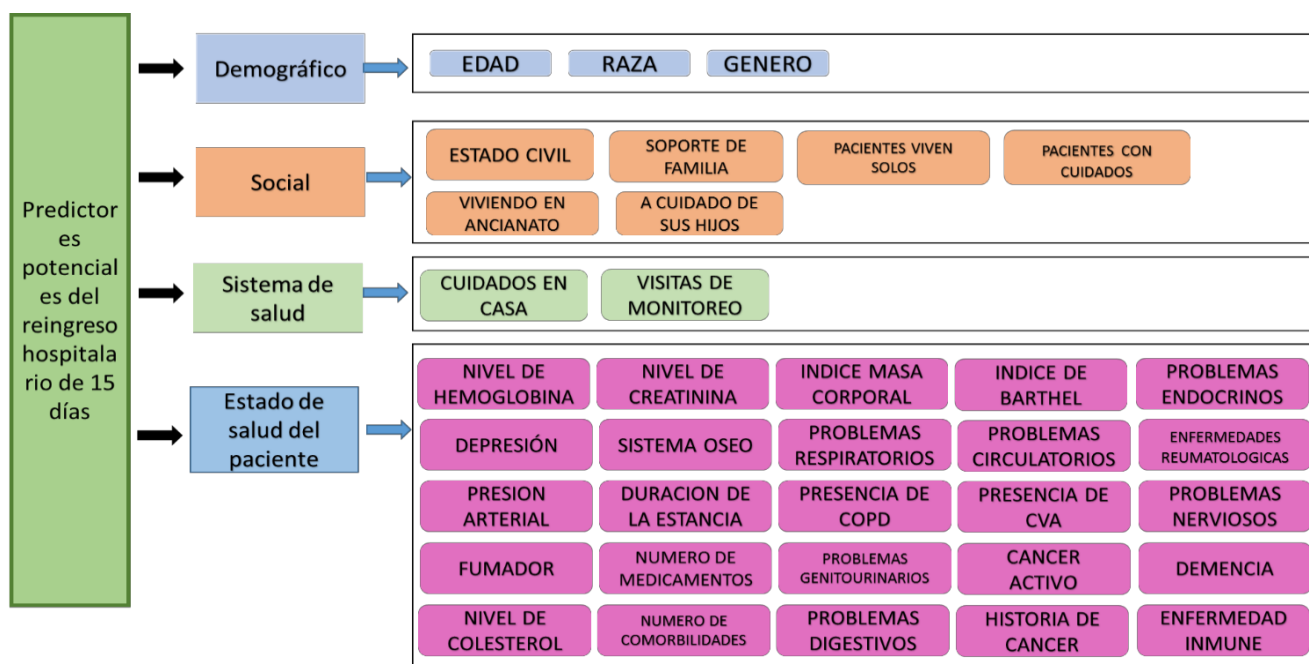 Predictor
es
potencial
es del
reingreso
hospitala
rio de 15
días
Demográfico
EDAD
RAZA
GENERO
Social
ESTADO CIVIL
SOPORTE DE
FAMILIA
PACIENTES VIVEN
SOLOS
PACIENTES CON
CUIDADOS
VIVIENDO EN
ANCIANATO
A CUIDADO DE
SUS HIJOS
Sistema de
salud
CUIDADOS EN
CASA
VISITAS DE
MONITOREO
Estado de
salud del
paciente
NIVEL DE
HEMOGLOBINA
NIVEL DE
CREATININA
INDICE MASA
CORPORAL
INDICE DE
BARTHEL
PROBLEMAS
ENDOCRINOS
DEPRESIÓN
SISTEMA OSEO
PROBLEMAS
RESPIRATORIOS
PROBLEMAS
CIRCULATORIOS
ENFERMEDADES
REUMATOLOGICAS
PRESION
ARTERIAL
DURACION DE
LA ESTANCIA
PRESENCIA DE
COPD
PRESENCIA DE
CVA
PROBLEMAS
NERVIOSOS
FUMADOR
NUMERO DE
MEDICAMENTOS
PROBLEMAS
GENITOURINARIOS
CANCER
ACTIVO
DEMENCIA
NIVEL DE
COLESTEROL
NUMERO DE
COMORBILIDADES
PROBLEMAS
DIGESTIVOS
HISTORIA DE
CANCER
ENFERMEDAD
INMUNE